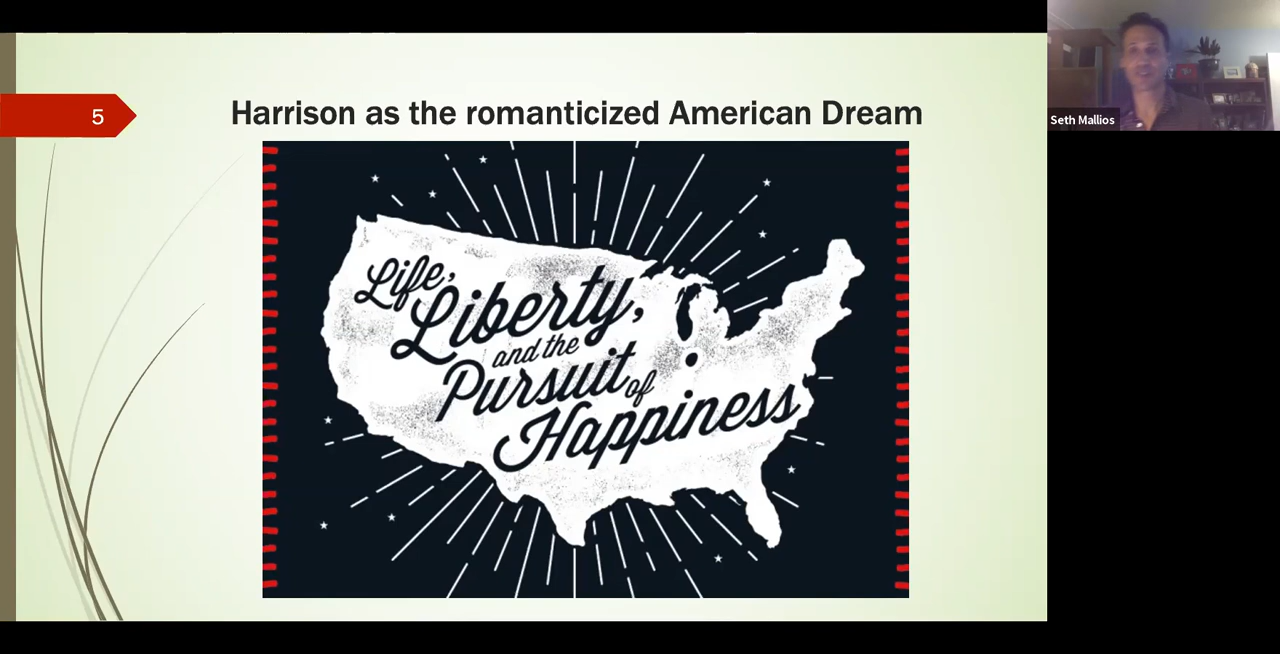 5
Harrison as the romanticized American Dream
Life,
Liberty,
and the
Pursuit of
Happiness
Seth Mallios